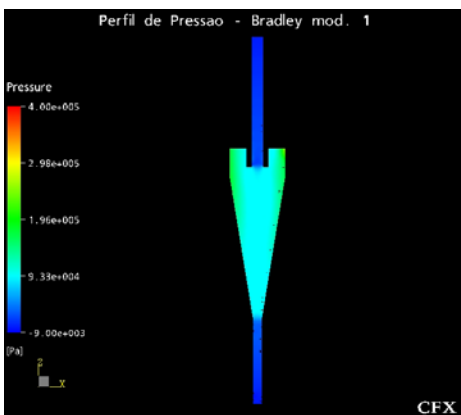 Perfil de Pressao - Bradley mod. 1
Pressure
4.00e+005
2.98e+005
1.96e+005
9.33e+004
-9.00e+003
[Pa]
Z
X
CFX